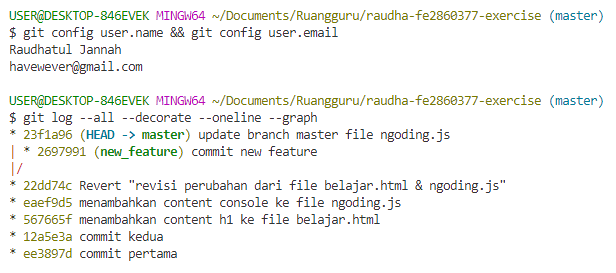 USER@DESKTOP-846EVEK MINGW64 ~/Documents/Ruangguru/raudha-fe2860377-exercise (master)
$ git config user.name && git config user.email
Raudhatul Jannah
havewever@gmail.com

USER@DESKTOP-846EVEK MINGW64 ~/Documents/Ruangguru/raudha-fe2860377-exercise (master)
$ git log --all --decorate --oneline --graph
* 23f1a96 (HEAD -> master) update branch master file ngoding.js
| * 2697991 (new_feature) commit new feature
|/
* 22dd74c Revert "revisi perubahan dari file belajar.html & ngoding.js"
* eaef9d5 menambahkan content console ke file ngoding.js
* 567665f menambahkan content h1 ke file belajar.html
* 12a5e3a commit kedua
* ee3897d commit pertama